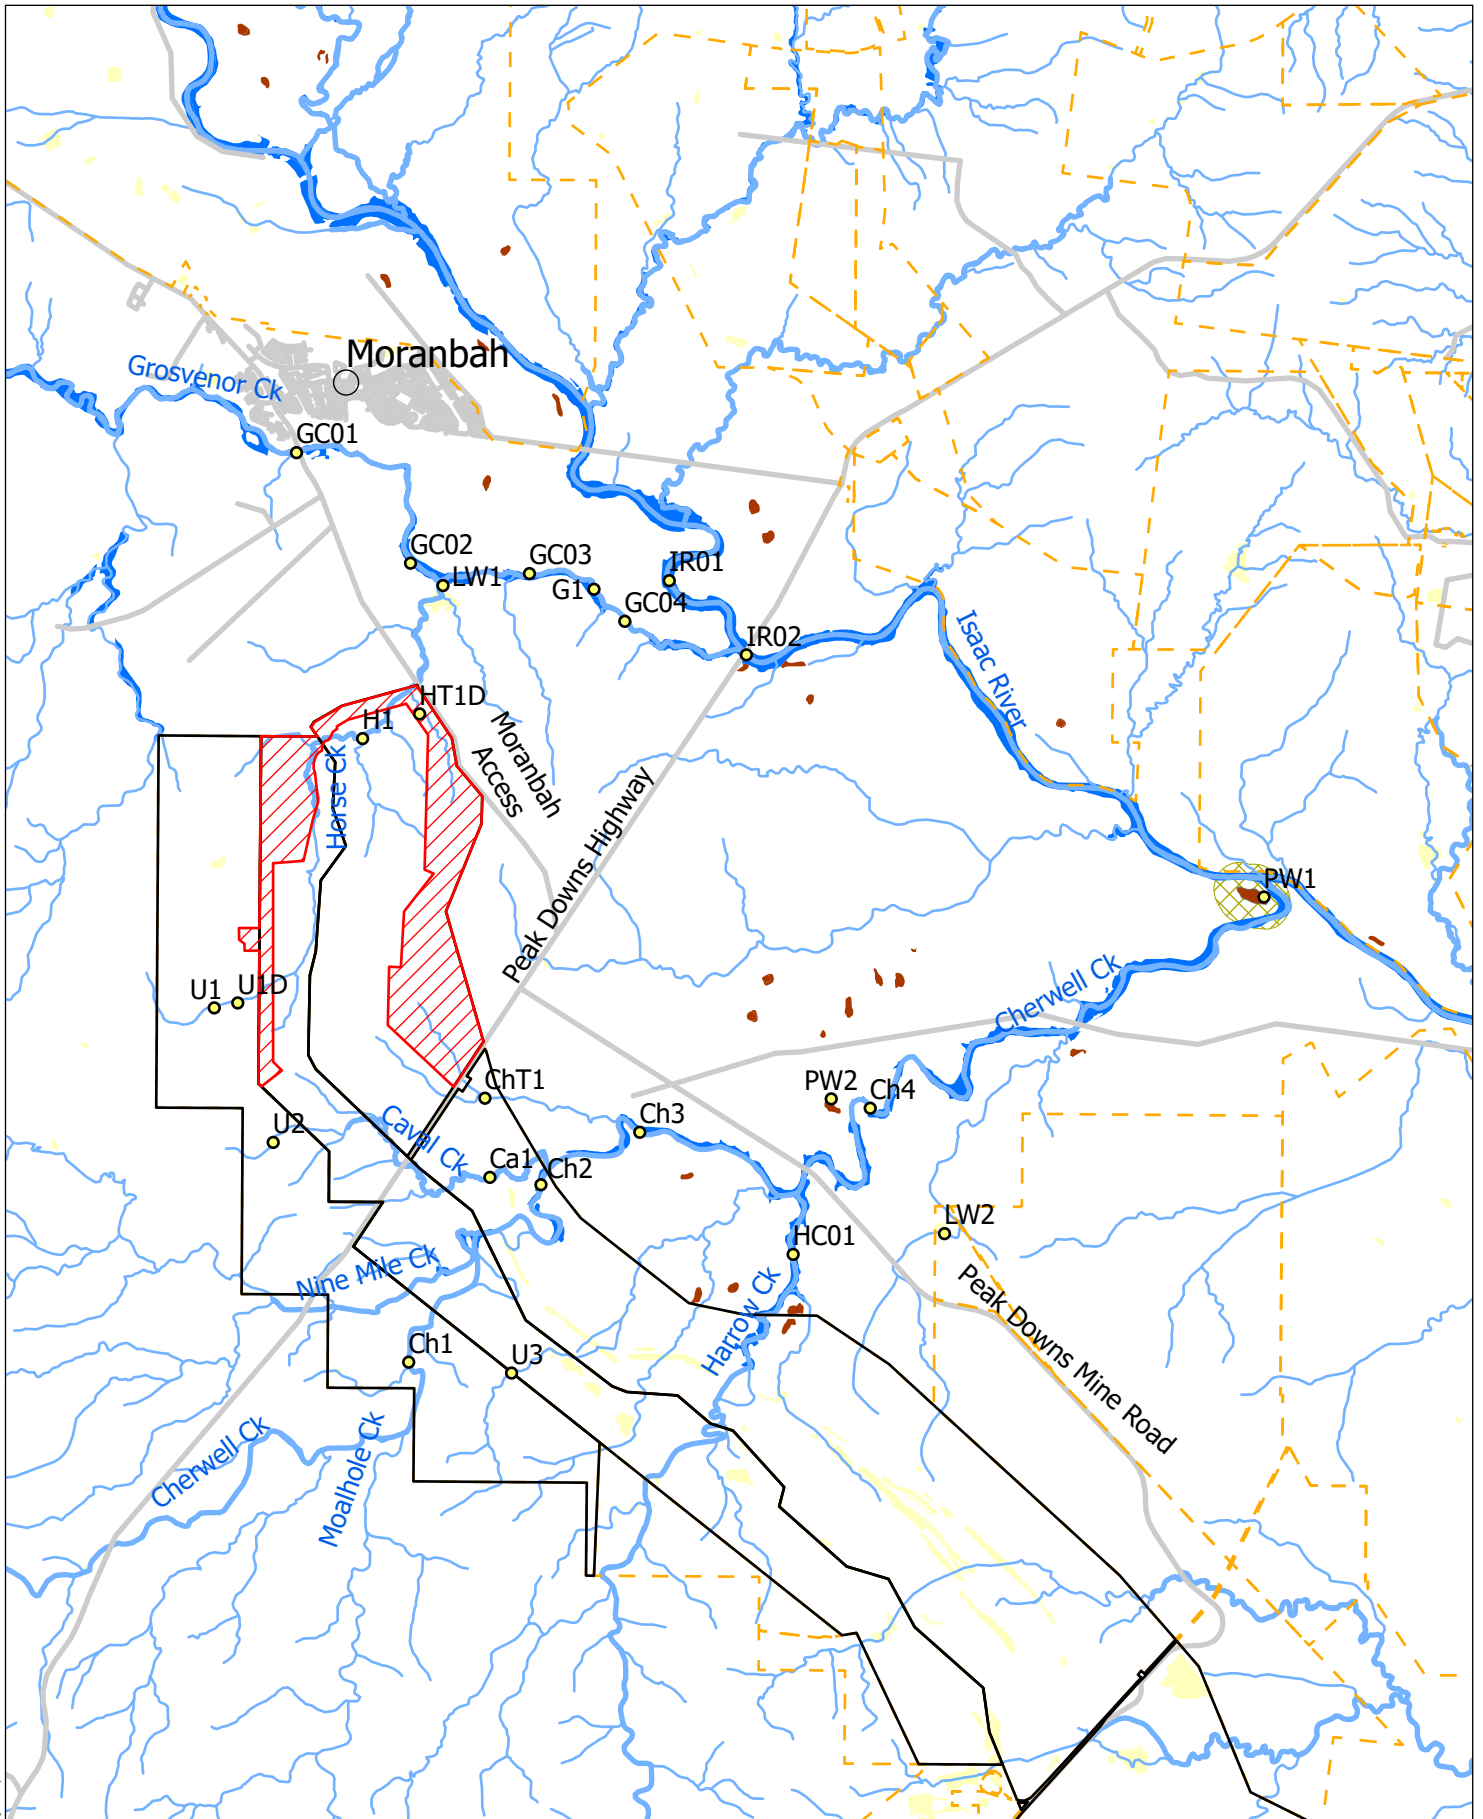 Moranbah
Grosvenor Ck
GC01
GC02
LW1
GC03
G1
GC04
IR01
IR02
Isaac River
HT1D
H1
Horse Ck
Moranbah
Access
Peak Downs Highway
PW1
U1
U1D
Cherwell Ck
ChT1
PW2
Ch4
Ch3
U2
Caval Ck
Ca1
Ch2
LW2
HC01
Nine Mile Ck
Harrow Ck
Peak Downs Mine Road
Ch1
U3
Cherwell Ck
Moalhole Ck